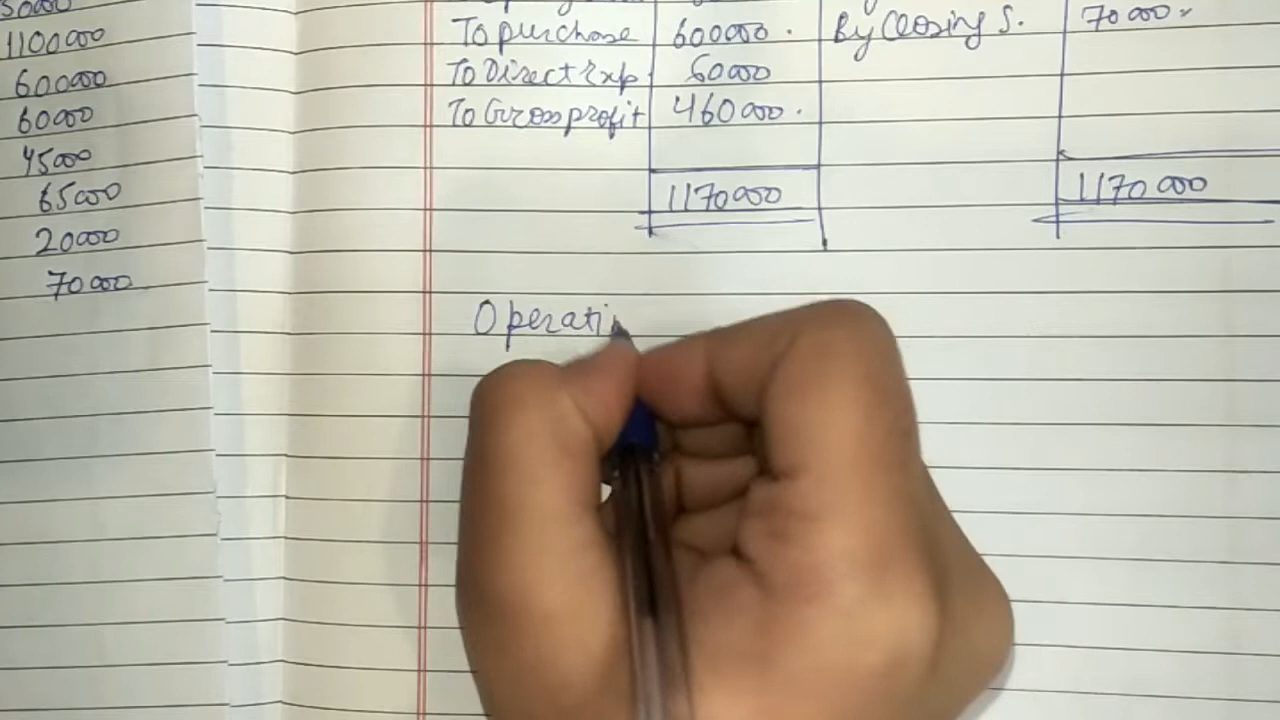 50000
1100000
600000
60000
45000
65000
20000
70000
To purchase 600000. By Closing S. 70000
To Direct Exp 60000
To Gross profit 460000.
1170000 1170000
Operati